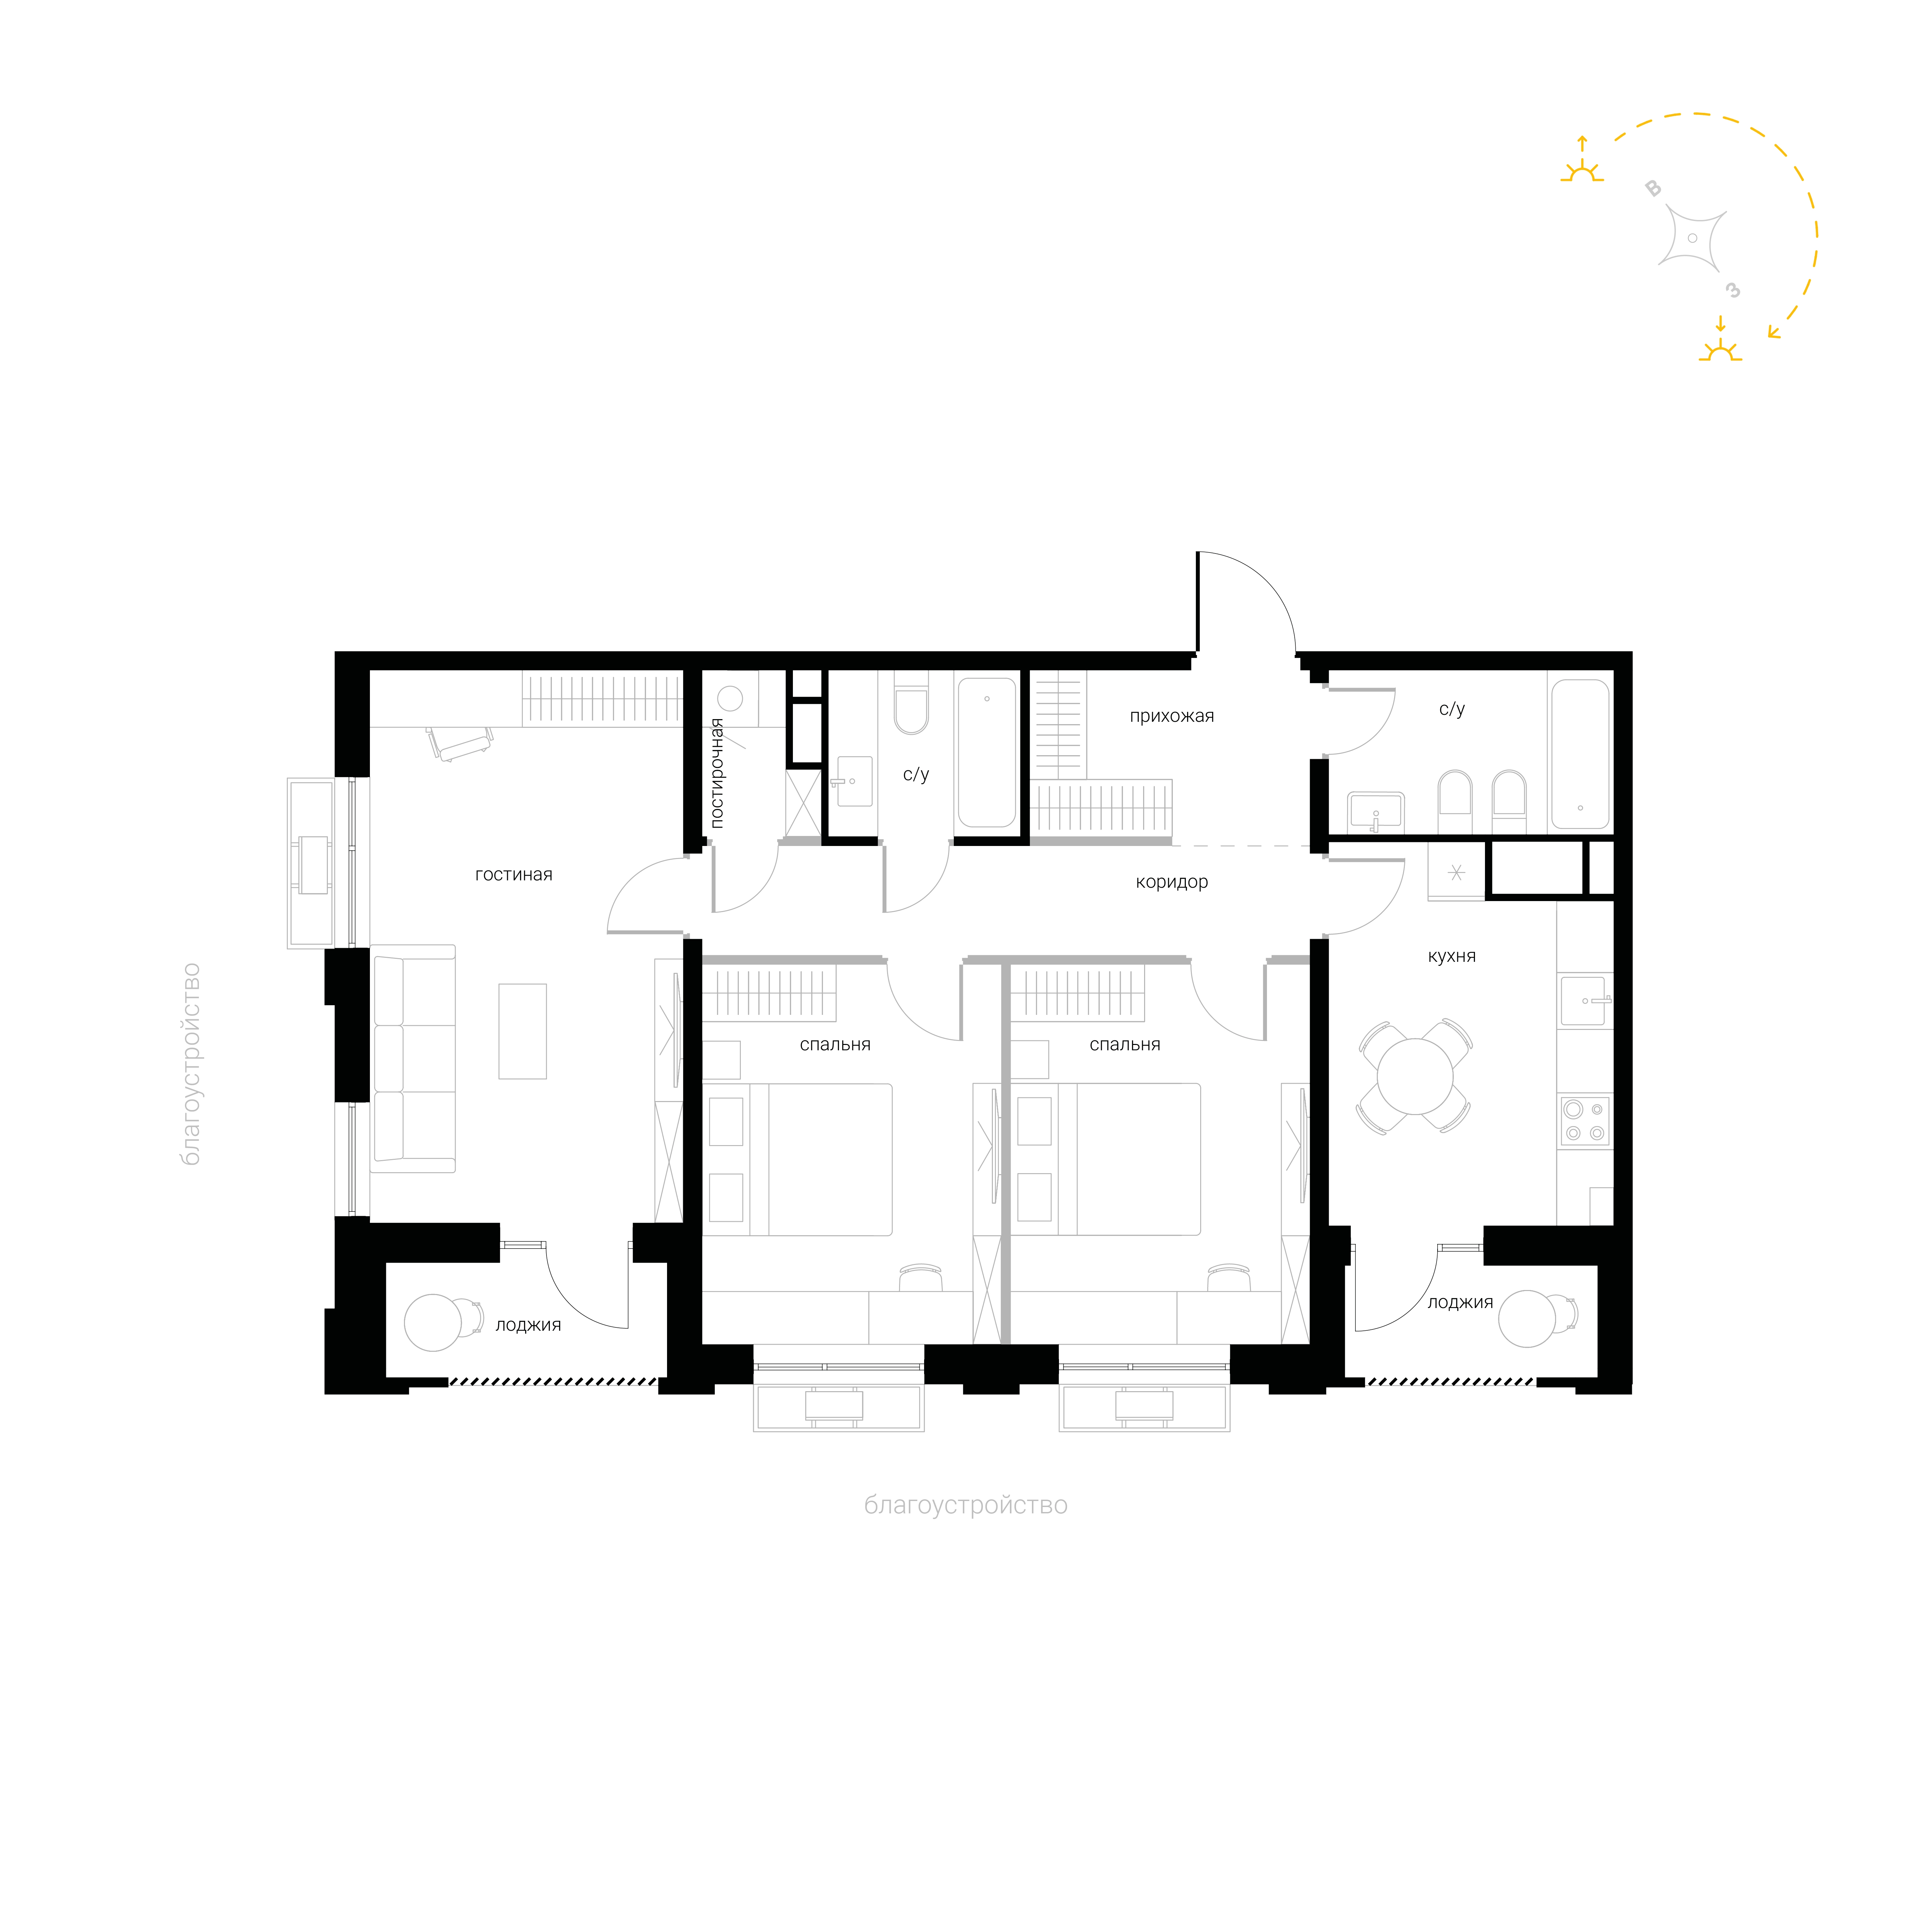 В
З
прихожая
с/у
постирочная
с/у
гостиная
коридор
кухня
спальня
спальня
благоустройство
лоджия
лоджия
благоустройство